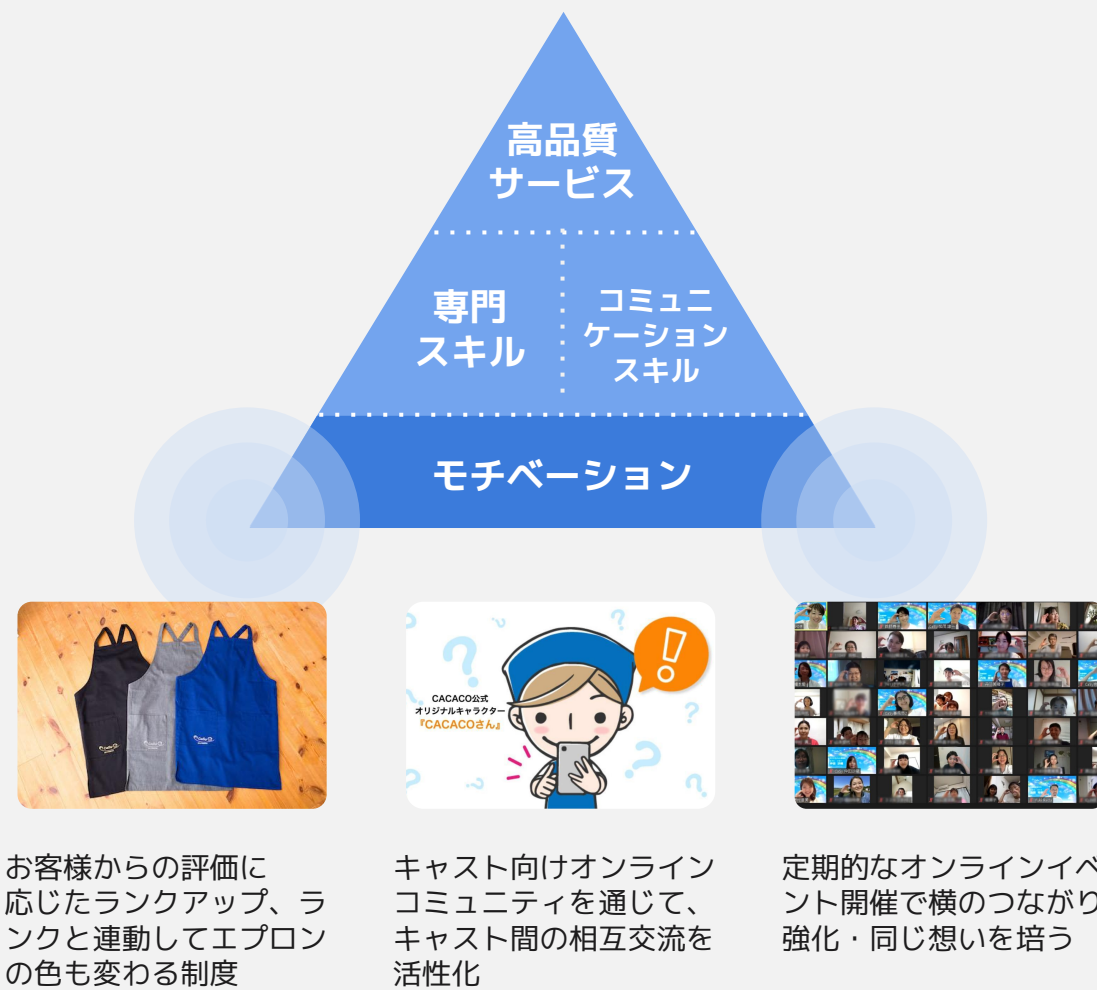 高品質
サービス
専門
スキル
コミュニ
ケーション
スキル
モチベーション
CACACO公式
オリジナルキャラクター
『CACACOさん』
お客様からの評価に
応じたランクアップ、ラ
ンクと連動してエプロン
の色も変わる制度
キャスト向けオンライン
コミュニティを通じて、
キャスト間の相互交流を
活性化
定期的なオンラインイベ
ント開催で横のつながり
強化・同じ想いを培う